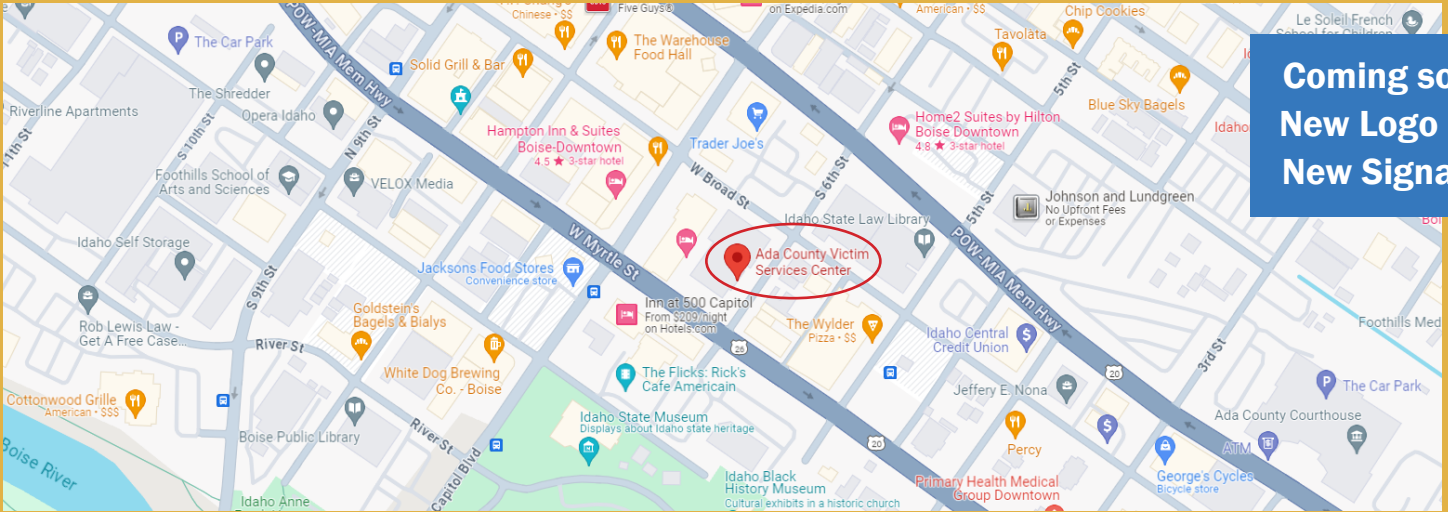 Chinese · $$
Five Guys &
on Expedia.com
American · $$
Chip Cookies
Le Soleil French
School for Children
POW-MIA Mem Hwy
The Car Park
Solid Grill & Bar
The Warehouse
Food Hall
Tavolàta
5th St
Blue Sky Bagels
Coming so
New Logo
New Signa
Riverline Apartments
The Shredder
Opera Idaho
11th St
S 10th St
N 9th St
Hampton Inn & Suites
Boise-Downtown
4.5 ★ 3-star hotel
Trader Joe's
Home2 Suites by Hilton
Boise Downtown
4.8 ★ 3-star hotel
Idaho
Foothills School of
Arts and Sciences
VELOX Media
W Broad St
S 6th St
5th St
Johnson and Lundgreen
No Upfront Fees
or Expenses
Idaho State Law Library
Idaho Self Storage
W Myrtle St
POW-MIA Mem Hwy
Ada County Victim
Services Center
Jacksons Food Stores
Convenience store
S 9th St
Rob Lewis Law -
Get A Free Case...
Goldstein's
Bagels & Bialys
Inn at 500 Capitol
From $209/night
on Hotels.com
The Wylder
Pizza · $$
Idaho Central
Credit Union
Foothills Med
River St
26
20
3rd St
White Dog Brewing
Co. - Boise
The Flicks: Rick's
Cafe Americain
Jeffery E. Nona
The Car Park
Cottonwood Grille
American · $$$
Boise Public Library
River St
Idaho State Museum
Displays about Idaho state heritage
20
Percy
Ada County Courthouse
ATM
Boise River
Capitol Blvd
Idaho Black
History Museum
Cultural exhibits in a historic church
Primary Health Medical
Group Downtown
George's Cycles
Bicycle store
Idaho Anne